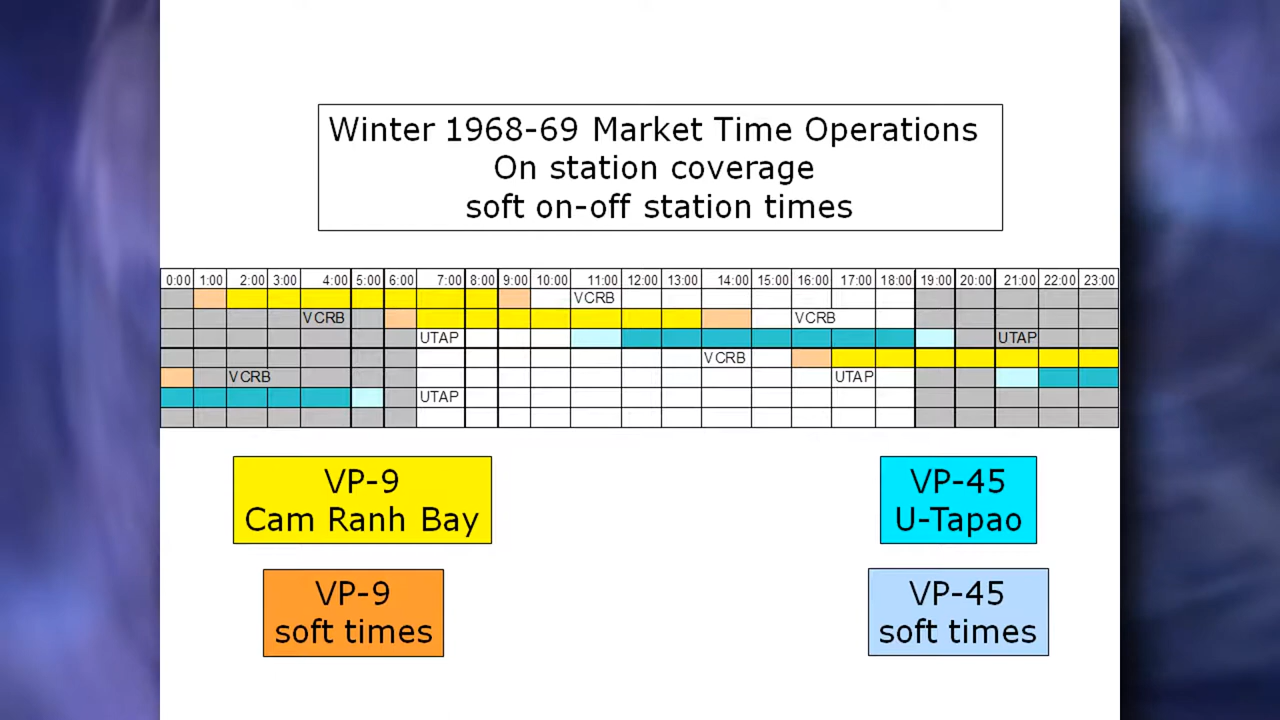 Winter 1968-69 Market Time Operations
On station coverage
soft on-off station times
0:00 1:00 2:00 3:00 4:00 5:00 6:00 7:00 8:00 9:00 10:00 11:00 12:00 13:00 14:00 15:00 16:00 17:00 18:00 19:00 20:00 21:00 22:00 23:00
VCRB
VCRB VCRB
UTAP UTAP
VCRB
VCRB UTAP
UTAP
VP-9
Cam Ranh Bay
VP-45
U-Tapao
VP-9
soft times
VP-45
soft times